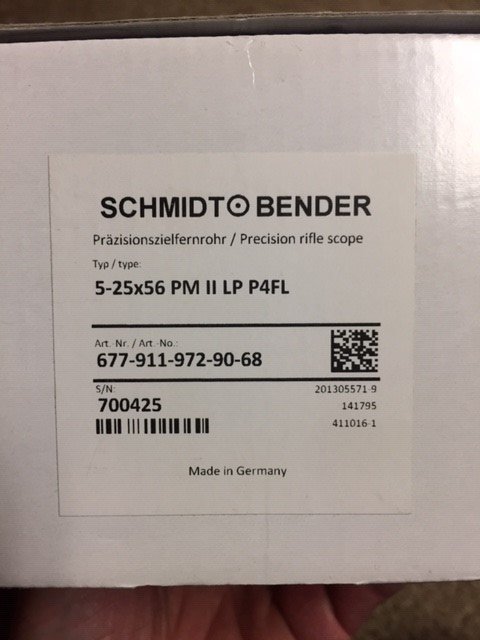 SCHMIDT BENDER
Präzisionszielfernrohr / Precision rifle scope
Typ / type:
5-25x56 PM II LP P4FL
Art.-Nr. / Art.-No.:
677-911-972-90-68
S/N:
700425
201305571-9
141795
411016-1
Made in Germany